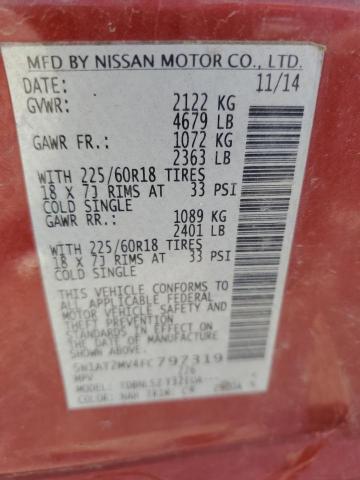 MFD BY NISSAN MOTOR CO., LTD.
DATE: 11/14
GVWR: 2122 KG
4679 LB
GAWR FR.: 1072 KG
2363 LB
WITH 225/60R18 TIRES
18 X 7J RIMS AT 33 PSI
COLD SINGLE
GAWR RR.: 1089 KG
2401 LB
WITH 225/60R18 TIRES
18 X 7J RIMS AT 33 PSI
COLD SINGLE
THIS VEHICLE CONFORMS TO
ALL APPLICABLE FEDERAL
MOTOR VEHICLE SAFETY
AND THEFT PREVENTION
STANDARDS IN EFFECT ON
THE DATE OF MANUFACTURE
SHOWN ABOVE.
5N1AT2MV4FC797319
MPV
COLOR: NAH TRIM: